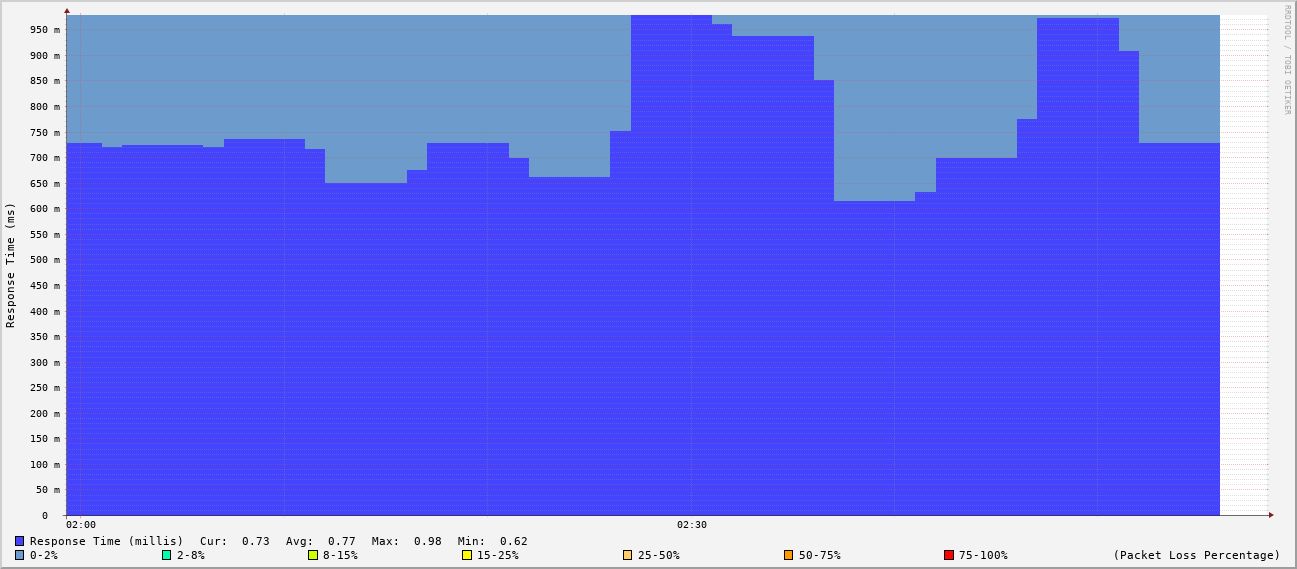 RRDTOOL / TOBI OETIKER
Response Time (ms)
950 m
900 m
850 m
800 m
750 m
700 m
650 m
600 m
550 m
500 m
450 m
400 m
350 m
300 m
250 m
200 m
150 m
100 m
50 m
0
02:00 02:30
Response Time (millis) Cur: 0.73 Avg: 0.77 Max: 0.98 Min: 0.62
0-2% 2-8% 8-15% 15-25% 25-50% 50-75% 75-100% (Packet Loss Percentage)